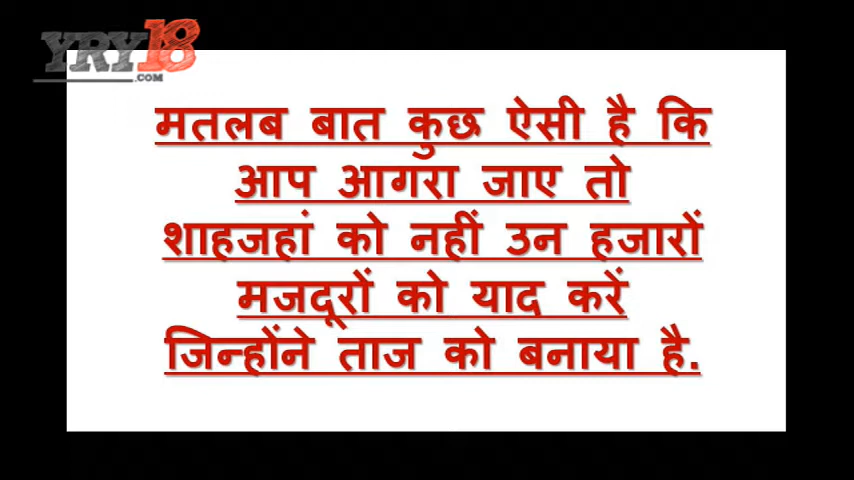 YRY18
.COM
मतलब बात कुछ ऐसी है कि
आप आगरा जाए तो
शाहजहां को नहीं उन हजारों
मजदूरों को याद करें
जिन्होंने ताज को बनाया है.